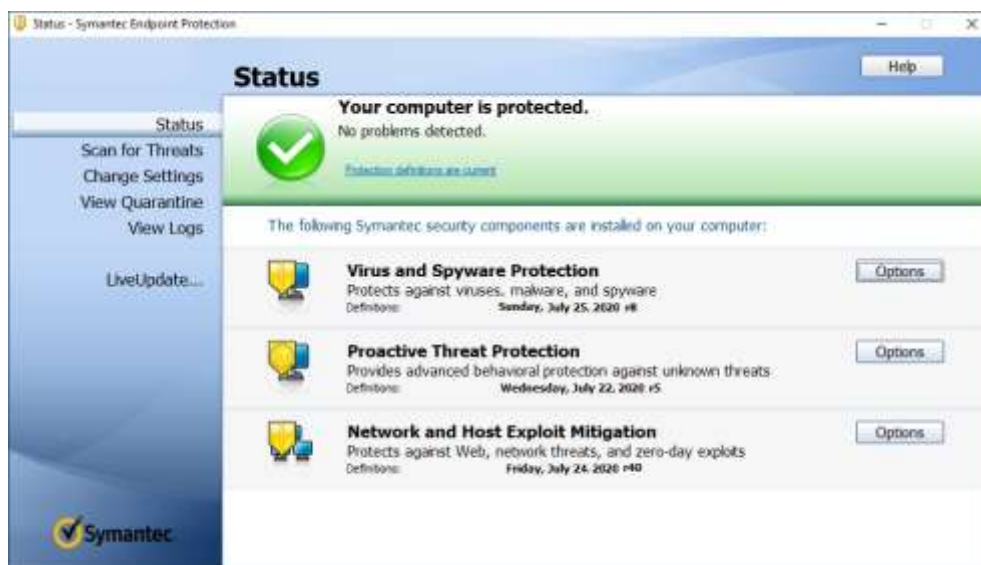 Status - Symantec Endpoint Protection
Help
Status
Your computer is protected.
No problems detected.
Protection definitions are current
Status
Scan for Threats
Change Settings
View Quarantine
View Logs
LiveUpdate...
The following Symantec security components are installed on your computer:
Virus and Spyware Protection
Protects against viruses, malware, and spyware
Definitions: Sunday, July 25, 2020 r8
Options
Proactive Threat Protection
Provides advanced behavioral protection against unknown threats
Definitions: Wednesday, July 22, 2020 r5
Options
Network and Host Exploit Mitigation
Protects against Web, network threats, and zero-day exploits
Definitions: Friday, July 24, 2020 r40
Options
Symantec